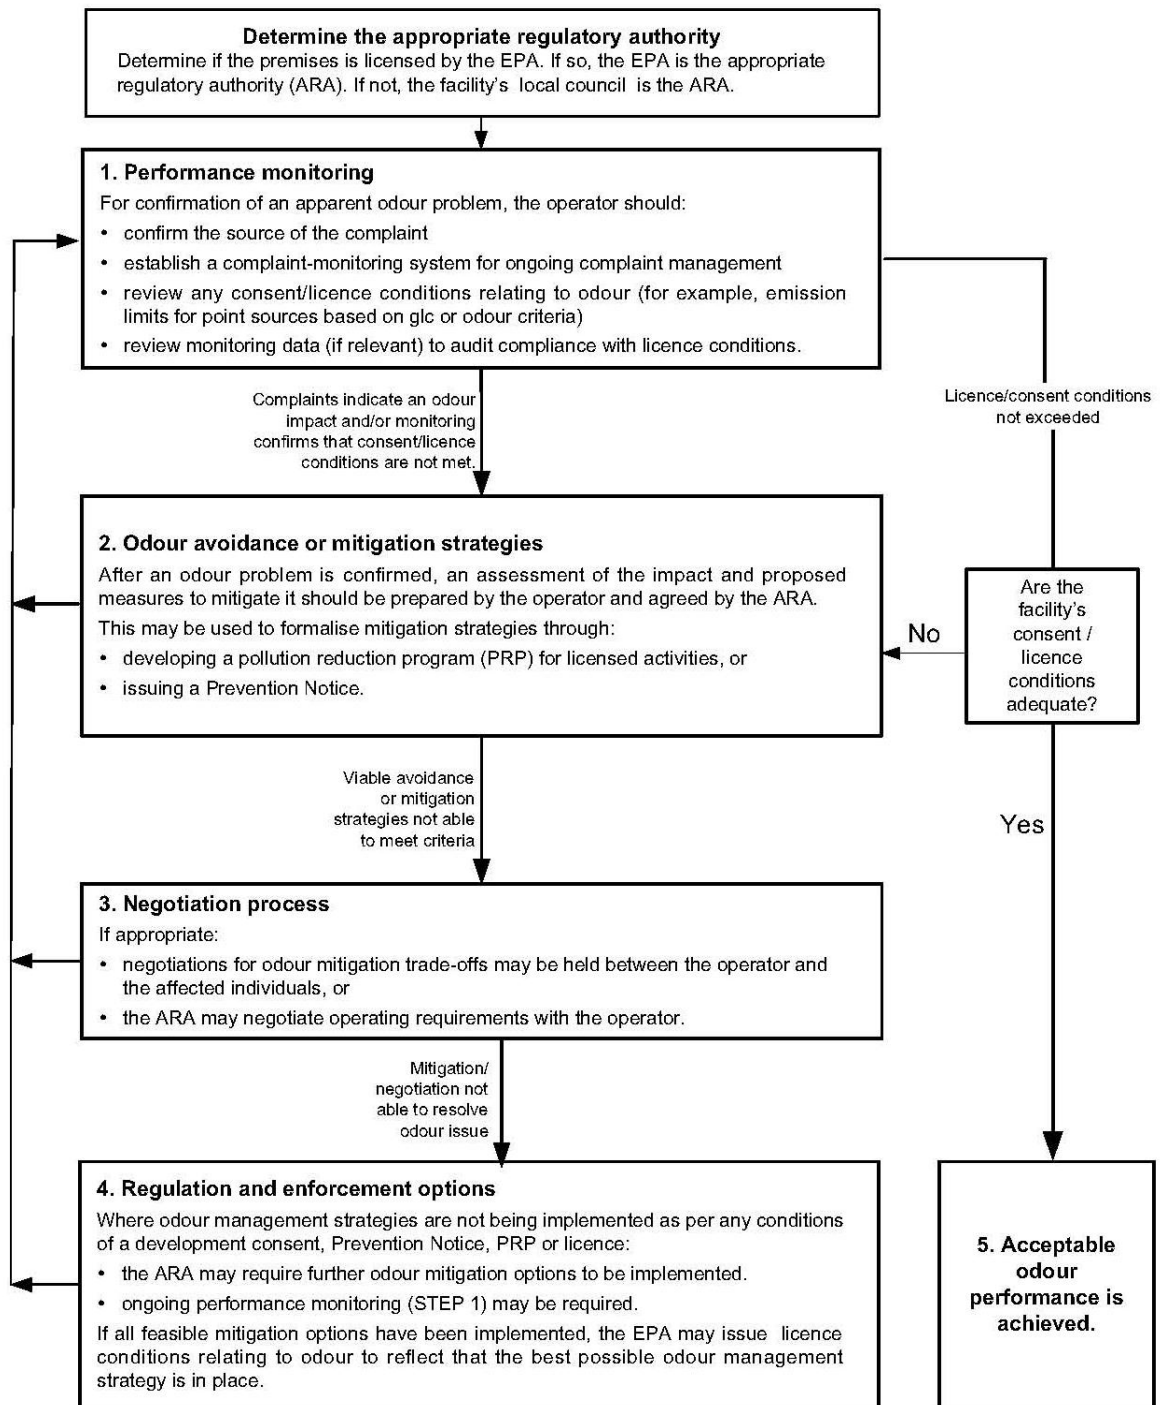 Determine the appropriate regulatory authority
Determine if the premises is licensed by the EPA. If so, the EPA is the appropriate
regulatory authority (ARA). If not, the facility's local council is the ARA.
1. Performance monitoring
For confirmation of an apparent odour problem, the operator should:
• confirm the source of the complaint
• establish a complaint-monitoring system for ongoing complaint management
• review any consent/licence conditions relating to odour (for example, emission
limits for point sources based on glc or odour criteria)
• review monitoring data (if relevant) to audit compliance with licence conditions.
Complaints indicate an odour
impact and/or monitoring
confirms that consent/licence
conditions are not met.
Licence/consent conditions
not exceeded
2. Odour avoidance or mitigation strategies
After an odour problem is confirmed, an assessment of the impact and proposed
measures to mitigate it should be prepared by the operator and agreed by the ARA.
This may be used to formalise mitigation strategies through:
• developing a pollution reduction program (PRP) for licensed activities, or
• issuing a Prevention Notice.
Are the
facility's
consent /
licence
conditions
adequate?
No
Yes
Viable avoidance
or mitigation
strategies not able
to meet criteria
3. Negotiation process
If appropriate:
• negotiations for odour mitigation trade-offs may be held between the operator and
the affected individuals, or
• the ARA may negotiate operating requirements with the operator.
Mitigation/
negotiation not
able to resolve
odour issue
4. Regulation and enforcement options
Where odour management strategies are not being implemented as per any conditions
of a development consent, Prevention Notice, PRP or licence:
• the ARA may require further odour mitigation options to be implemented.
• ongoing performance monitoring (STEP 1) may be required.
If all feasible mitigation options have been implemented, the EPA may issue licence
conditions relating to odour to reflect that the best possible odour management
strategy is in place.
5. Acceptable
odour
performance is
achieved.